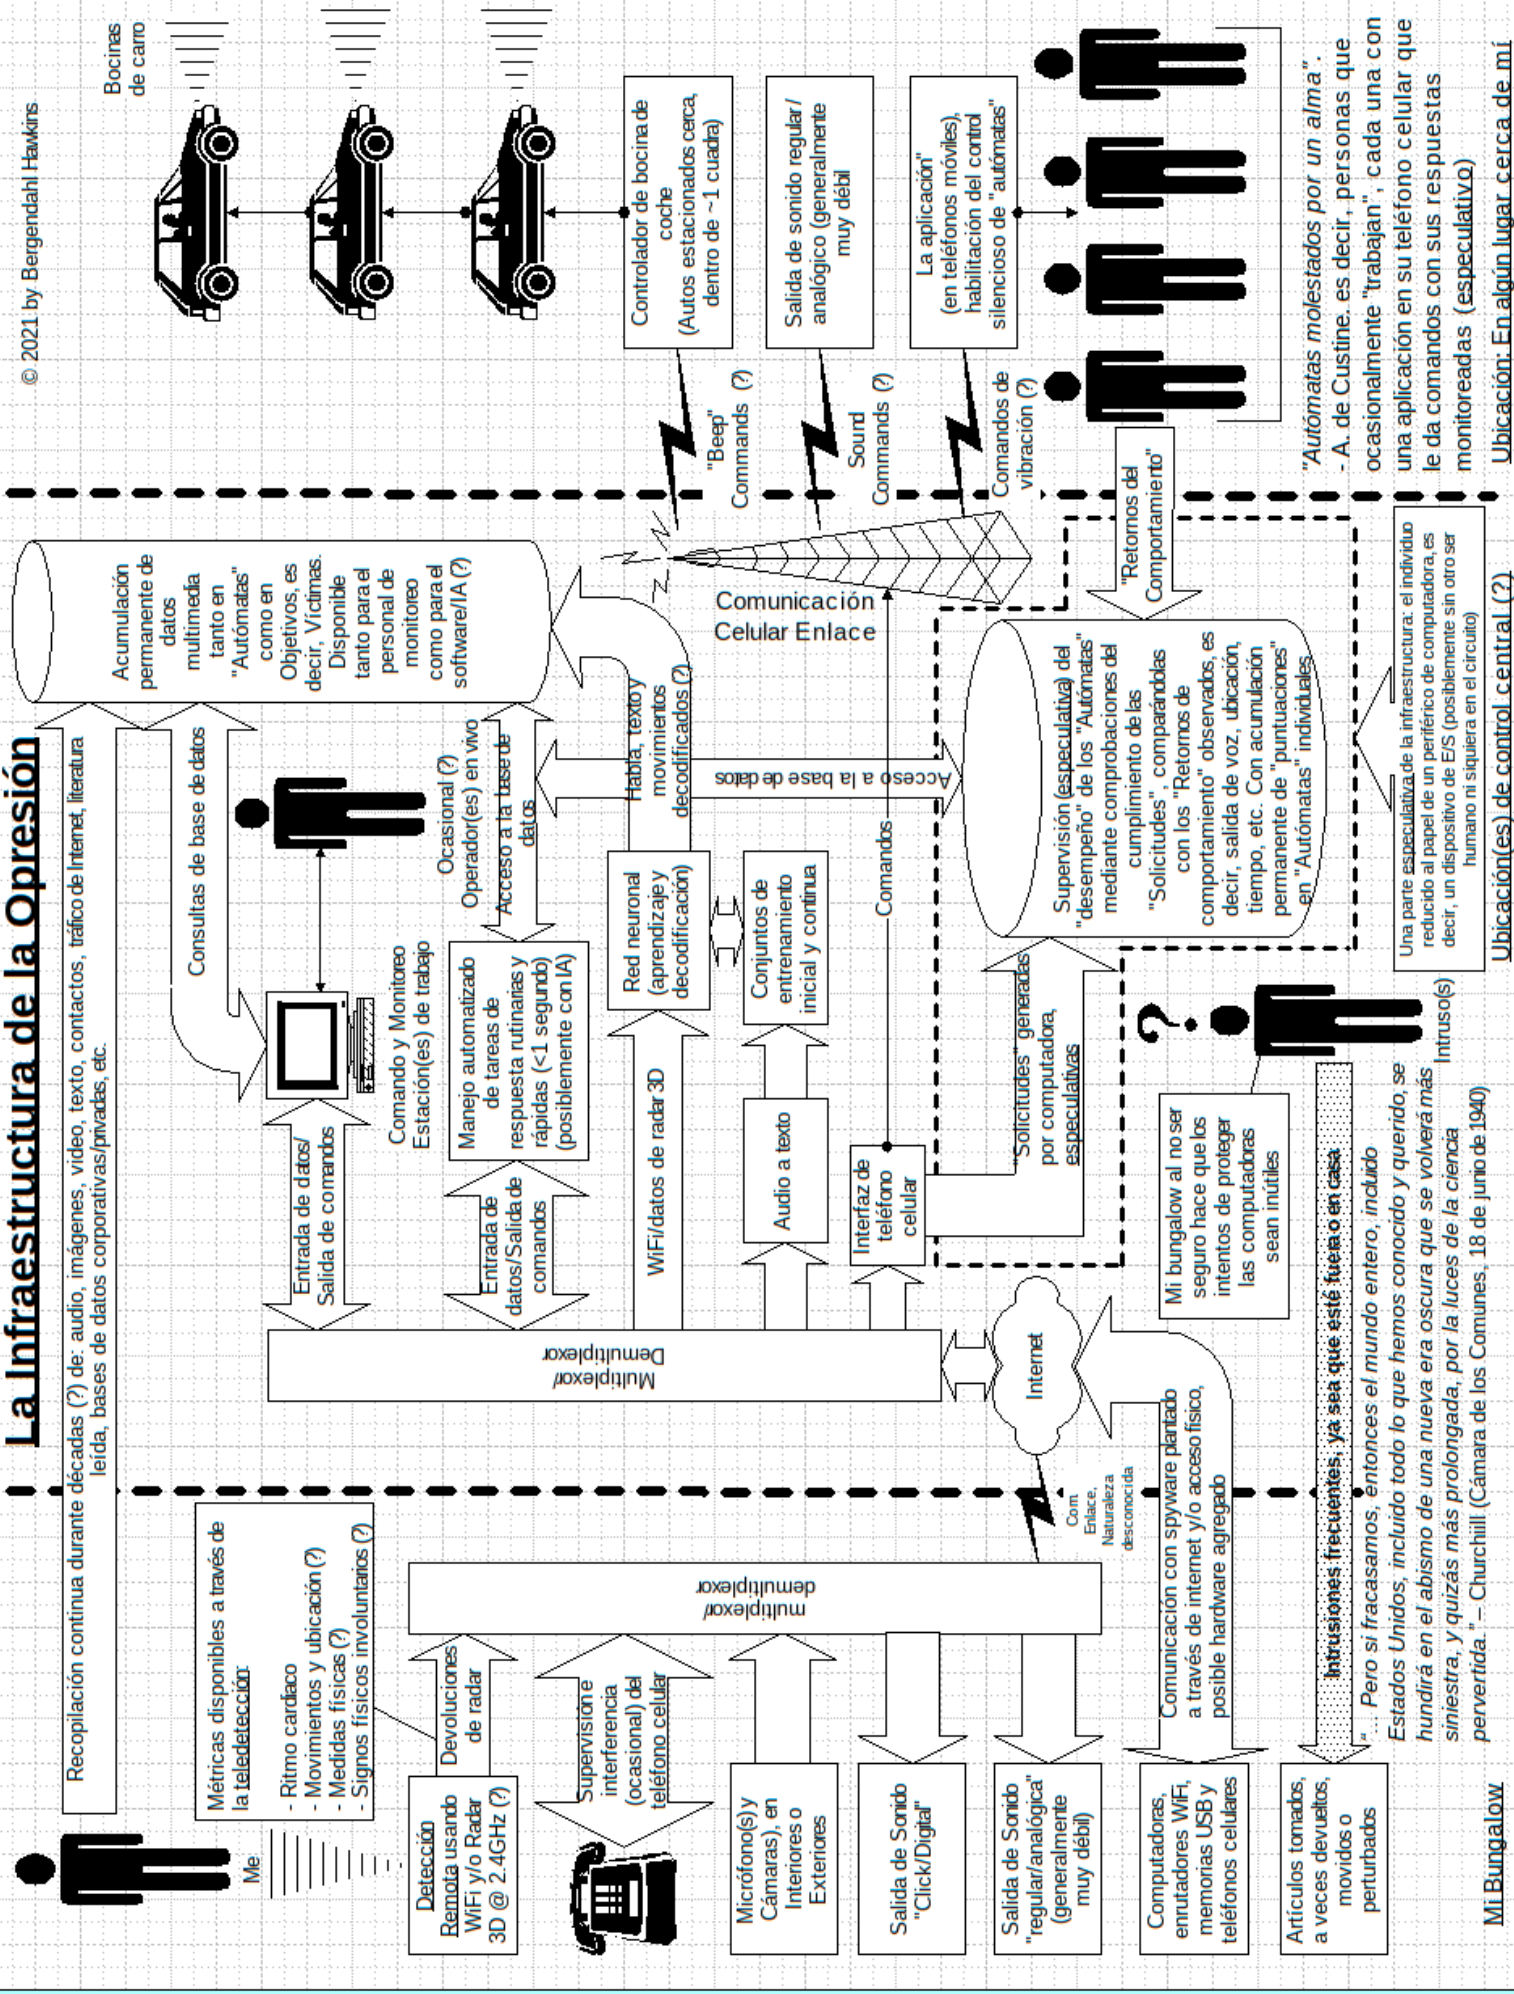 La Infraestructura de la Opresión
© 2021 by Bergendahl Hawkins
Recopilación continua durante décadas (?) de: audio, imágenes, video, texto, contactos, tráfico de Internet, literatura
leída, bases de datos corporativas/privadas, etc.
Me
Métricas disponibles a través de
la teledetección:
- Ritmo cardiaco
- Movimientos y ubicación (?)
- Medidas físicas (?)
- Signos físicos involuntarios (?)
Detección
Remota usando
WiFi y/o Radar
3D @ 2.4GHz (?)
Devoluciones
de radar
Supervisión e
interferencia
(ocasional) del
teléfono celular
Micrófono(s) y
Cámaras), en
Interiores o
Exteriores
Salida de Sonido
"Click/Digital"
Salida de Sonido
"regular/analógica"
(generalmente
muy débil)
Computadoras,
enrutadores WiFi,
memorias USB y
teléfonos celulares
Artículos tomados,
a veces devueltos,
movidos o
perturbados
Mi Bungalow
multiplexor/
demultiplexor
Com
Enlace,
Naturaleza
desconocida
Comunicación con spyware plantado
a través de internet y/o acceso físico,
posible hardware agregado
Intrusiones frecuentes, ya sea que esté fuera o en casa
"... Pero si fracasamos, entonces el mundo entero, incluido
Estados Unidos, incluido todo lo que hemos conocido y querido, se
hundirá en el abismo de una nueva era oscura que se volverá más
siniestra, y quizás más prolongada, por la luces de la ciencia
pervertida." – Churchiill (Cámara de los Comunes, 18 de junio de 1940)
Consultas de base de datos
Entrada de datos/
Salida de comandos
Comando y Monitoreo
Estación(es) de trabajo
Ocasional (?)
Operador(es) en vivo
Acceso a la base de
datos
Manejo automatizado
de tareas de
respuesta rutinarias y
rápidas (<1 segundo)
(posiblemente con IA)
Entrada de
datos/Salida de
comandos
Multiplexor/
Demultiplexor
WiFi/datos de radar 3D
Red neuronal
(aprendizaje y
decodificación)
Habla, texto y
movimientos
decodificados (?)
Conjuntos de
entrenamiento
inicial y continua
Audio a texto
Interfaz de
teléfono
celular
Comandos
Acceso a la base de datos
Internet
"Solicitudes" generadas
por computadora,
especulativas
Mi bungalow al no ser
seguro hace que los
intentos de proteger
las computadoras
sean inútiles
?
Intruso(s)
Acumulación
permanente de
datos
multimedia
tanto en
"Autómatas"
como en
Objetivos, es
decir, Víctimas.
Disponible
tanto para el
personal de
monitoreo
como para el
software/IA (?)
Comunicación
Celular Enlace
Supervisión (especulativa) del
"desempeño" de los "Autómatas"
mediante comprobaciones del
cumplimiento de las
"Solicitudes", comparándolas
con los "Retornos de
comportamiento" observados, es
decir, salida de voz, ubicación,
tiempo, etc. Con acumulación
permanente de "puntuaciones"
en "Autómatas" individuales
"Retornos del
Comportamiento"
Una parte especulativa de la infraestructura: el individuo
reducido al papel de un periférico de computadora, es
decir, un dispositivo de E/S (posiblemente sin otro ser
humano ni siquiera en el circuito)
Ubicación(es) de control central (?)
Bocinas
de carro
Controlador de bocina de
coche
(Autos estacionados cerca,
dentro de ~1 cuadra)
"Beep"
Commands (?)
Salida de sonido regular /
analógico (generalmente
muy débil
Sound
Commands (?)
La aplicación"
(en teléfonos móviles),
habilitación del control
silencioso de "autómatas"
Comandos de
vibración (?)
"Autómatas molestados por un alma".
- A. de Custine. es decir, personas que
ocasionalmente "trabajan", cada una con
una aplicación en su teléfono celular que
le da comandos con sus respuestas
monitoreadas (especulativo)
Ubicación: En algún lugar cerca de mí